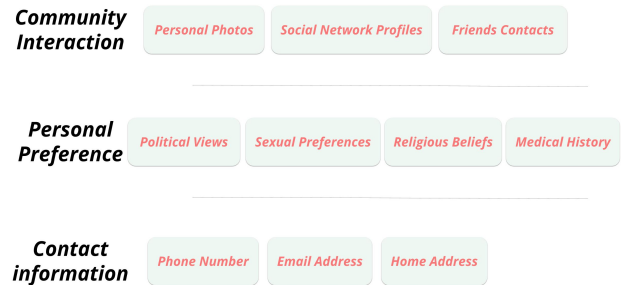 Community
Interaction
Personal Photos
Social Network Profiles
Friends Contacts
Personal
Preference
Political Views
Sexual Preferences
Religious Beliefs
Medical History
Contact
information
Phone Number
Email Address
Home Address